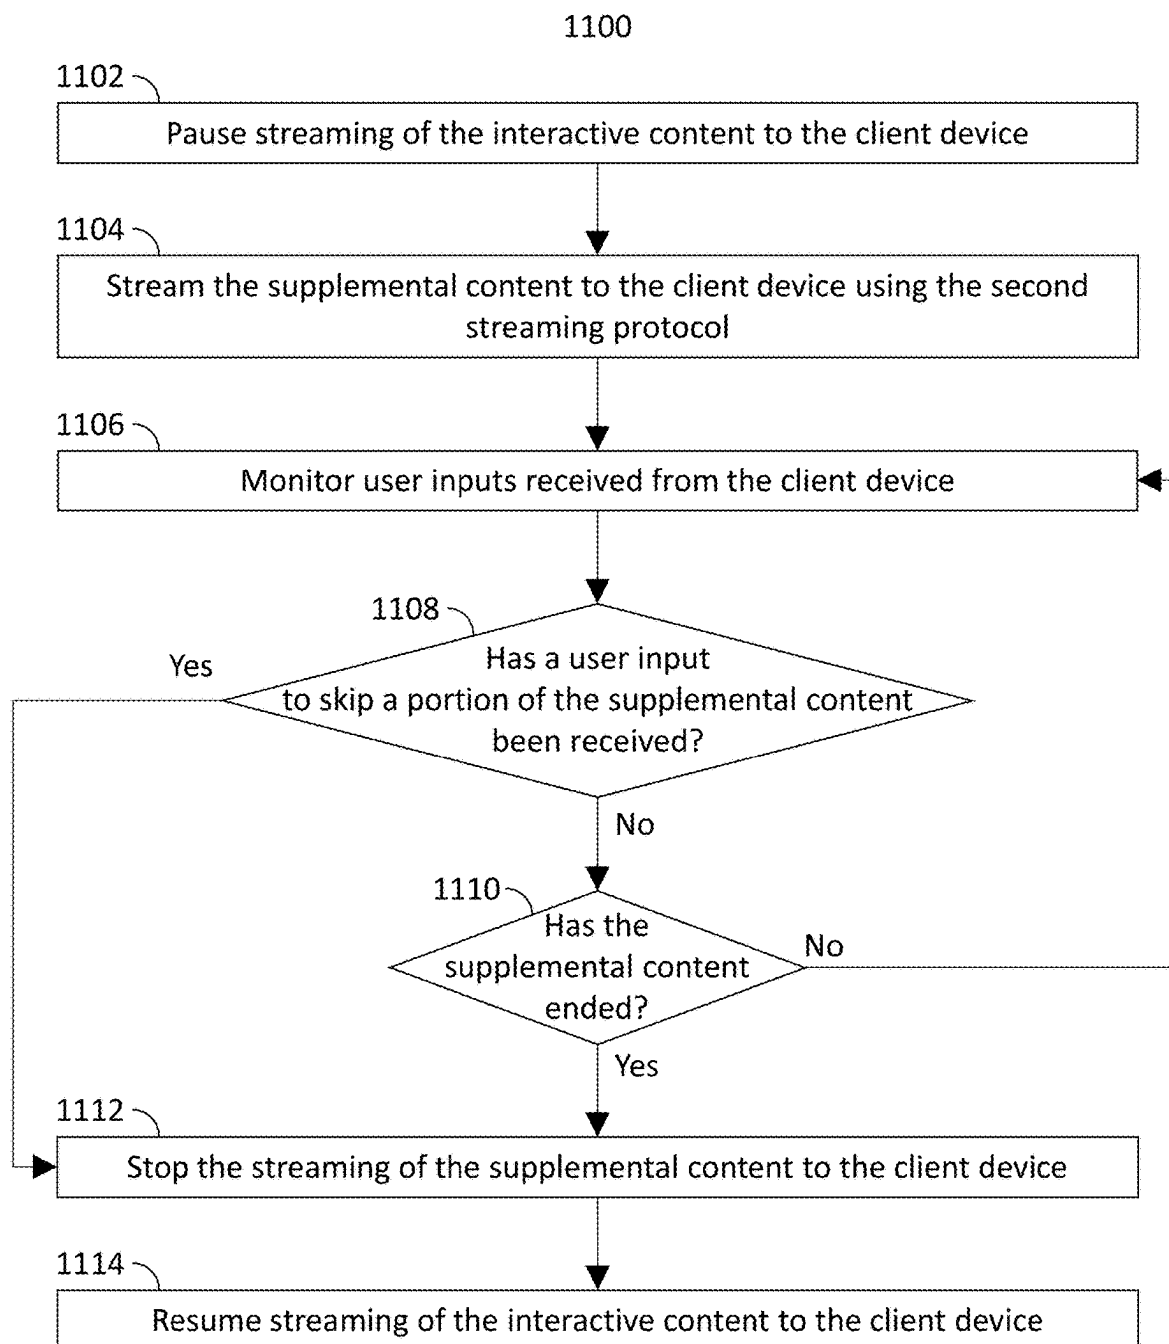 1100
1102
Pause streaming of the interactive content to the client device
1104
Stream the supplemental content to the client device using the second
streaming protocol
1106
Monitor user inputs received from the client device
1108
Yes
Has a user input
to skip a portion of the supplemental content
been received?
No
1110
Has the
supplemental content
ended?
No
Yes
1112
Stop the streaming of the supplemental content to the client device
1114
Resume streaming of the interactive content to the client device